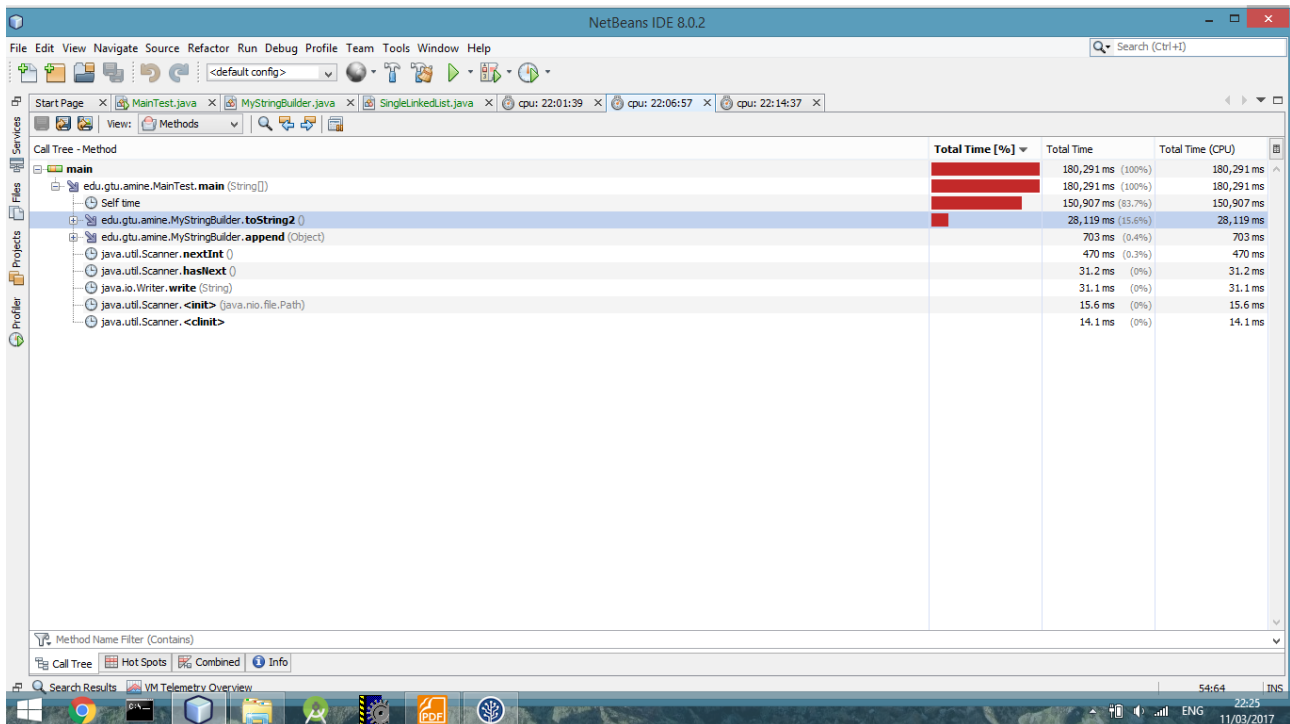 NetBeans IDE 8.0.2
File Edit View Navigate Source Refactor Run Debug Profile Team Tools Window Help
Search (Ctrl+I)
<default config>
Start Page MainTest.java MyStringBuilder.java SingleLinkedList.java cpu: 22:01:39 cpu: 22:06:57 cpu: 22:14:37
View: Methods
Services
Files
Projects
Profiler
Call Tree - Method Total Time [%] Total Time Total Time (CPU)
main 180,291 ms (100%) 180,291 ms
edu.gtu.amine.MainTest.main (String[]) 180,291 ms (100%) 180,291 ms
Self time 150,907 ms (83.7%) 150,907 ms
edu.gtu.amine.MyStringBuilder.toString2 () 28,119 ms (15.6%) 28,119 ms
edu.gtu.amine.MyStringBuilder.append (Object) 703 ms (0.4%) 703 ms
java.util.Scanner.nextInt () 470 ms (0.3%) 470 ms
java.util.Scanner.hasNext () 31.2 ms (0%) 31.2 ms
java.io.Writer.write (String) 31.1 ms (0%) 31.1 ms
java.util.Scanner.<init> (java.nio.file.Path) 15.6 ms (0%) 15.6 ms
java.util.Scanner.<clinit> 14.1 ms (0%) 14.1 ms
Method Name Filter (Contains)
Call Tree Hot Spots Combined Info
Search Results VM Telemetry Overview
54:64 INS
C:\_
PDF
ENG
22:25
11/03/2017